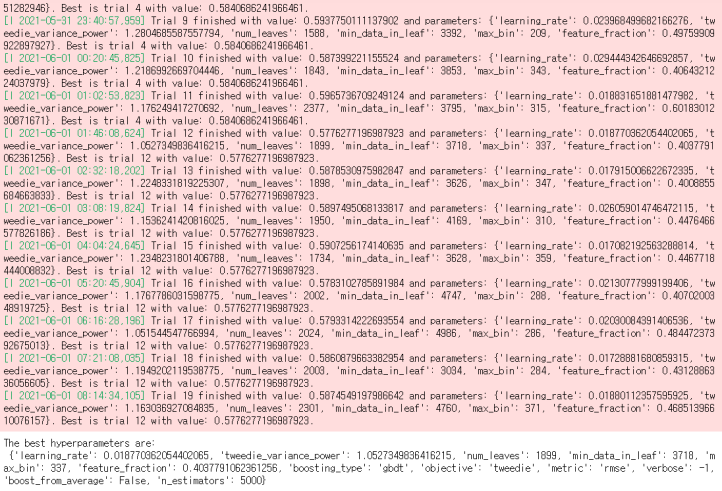 51282946}. Best is trial 4 with value: 0.5840686241966461.
[I 2021-05-31 23:40:57,959] Trial 9 finished with value: 0.5937750111137902 and parameters: {'learning_rate': 0.023968499682166276, 'tw
eedie_variance_power': 1.2804685587557794, 'num_leaves': 1588, 'min_data_in_leaf': 3392, 'max_bin': 209, 'feature_fraction': 0.49759909
922897927}. Best is trial 4 with value: 0.5840686241966461.
[I 2021-06-01 00:20:45,825] Trial 10 finished with value: 0.587399221155524 and parameters: {'learning_rate': 0.029444342646692857, 't
weedie_variance_power': 1.2186992669704446, 'num_leaves': 1843, 'min_data_in_leaf': 3853, 'max_bin': 343, 'feature_fraction': 0.40643212
24037979}. Best is trial 4 with value: 0.5840686241966461.
[I 2021-06-01 01:02:53,823] Trial 11 finished with value: 0.5965736709249124 and parameters: {'learning_rate': 0.018831651881477982, 't
weedie_variance_power': 1.176249417270692, 'num_leaves': 2377, 'min_data_in_leaf': 3795, 'max_bin': 315, 'feature_fraction': 0.60183012
30871671}. Best is trial 4 with value: 0.5840686241966461.
[I 2021-06-01 01:46:08,624] Trial 12 finished with value: 0.5776277196987923 and parameters: {'learning_rate': 0.018770362054402065, 't
weedie_variance_power': 1.0527349836416215, 'num_leaves': 1899, 'min_data_in_leaf': 3718, 'max_bin': 337, 'feature_fraction': 0.4037791
062361256}. Best is trial 12 with value: 0.5776277196987923.
[I 2021-06-01 02:32:18,202] Trial 13 finished with value: 0.5878530975982847 and parameters: {'learning_rate': 0.017915006622672335, 't
weedie_variance_power': 1.2248331819225307, 'num_leaves': 1898, 'min_data_in_leaf': 3626, 'max_bin': 347, 'feature_fraction': 0.4008855
684663833}. Best is trial 12 with value: 0.5776277196987923.
[I 2021-06-01 03:08:19,824] Trial 14 finished with value: 0.5897495068133817 and parameters: {'learning_rate': 0.026059014746472115, 't
weedie_variance_power': 1.1536241420816025, 'num_leaves': 1950, 'min_data_in_leaf': 4169, 'max_bin': 310, 'feature_fraction': 0.4476466
577826186}. Best is trial 12 with value: 0.5776277196987923.
[I 2021-06-01 04:04:24,645] Trial 15 finished with value: 0.5907256174140635 and parameters: {'learning_rate': 0.017082192563288814, 't
weedie_variance_power': 1.2348231801406788, 'num_leaves': 1734, 'min_data_in_leaf': 3628, 'max_bin': 359, 'feature_fraction': 0.4467718
444008832}. Best is trial 12 with value: 0.5776277196987923.
[I 2021-06-01 05:20:45,904] Trial 16 finished with value: 0.5783102785891984 and parameters: {'learning_rate': 0.02130777999199406, 'tw
eedie_variance_power': 1.1767786031598775, 'num_leaves': 2002, 'min_data_in_leaf': 4747, 'max_bin': 288, 'feature_fraction': 0.40702003
48919725}. Best is trial 12 with value: 0.5776277196987923.
[I 2021-06-01 06:16:28,196] Trial 17 finished with value: 0.5793314222693554 and parameters: {'learning_rate': 0.02030084391406536, 'tw
eedie_variance_power': 1.051544547766994, 'num_leaves': 2024, 'min_data_in_leaf': 4986, 'max_bin': 286, 'feature_fraction': 0.484472373
92675013}. Best is trial 12 with value: 0.5776277196987923.
[I 2021-06-01 07:21:08,035] Trial 18 finished with value: 0.5860879663382954 and parameters: {'learning_rate': 0.01728881680859315, 'tw
eedie_variance_power': 1.1949202119538775, 'num_leaves': 2003, 'min_data_in_leaf': 3034, 'max_bin': 284, 'feature_fraction': 0.43128863
36056605}. Best is trial 12 with value: 0.5776277196987923.
[I 2021-06-01 08:14:34,105] Trial 19 finished with value: 0.5874549197986642 and parameters: {'learning_rate': 0.01880112357595925, 'tw
eedie_variance_power': 1.163036927084835, 'num_leaves': 2301, 'min_data_in_leaf': 4760, 'max_bin': 371, 'feature_fraction': 0.468513966
10076157}. Best is trial 12 with value: 0.5776277196987923.
The best hyperparameters are:
{'learning_rate': 0.018770362054402065, 'tweedie_variance_power': 1.0527349836416215, 'num_leaves': 1899, 'min_data_in_leaf': 3718, 'm
ax_bin': 337, 'feature_fraction': 0.4037791062361256, 'boosting_type': 'gbdt', 'objective': 'tweedie', 'metric': 'rmse', 'verbose': -1,
'boost_from_average': False, 'n_estimators': 5000}